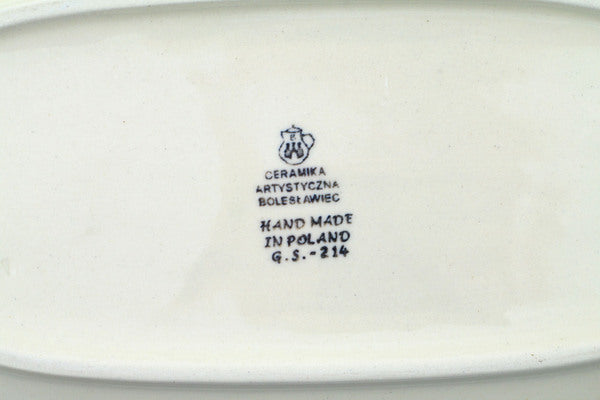 CERAMIKA
ARTYSTYCZNA
BOLESŁAWIEC
HAND MADE
IN POLAND
G.S.-214